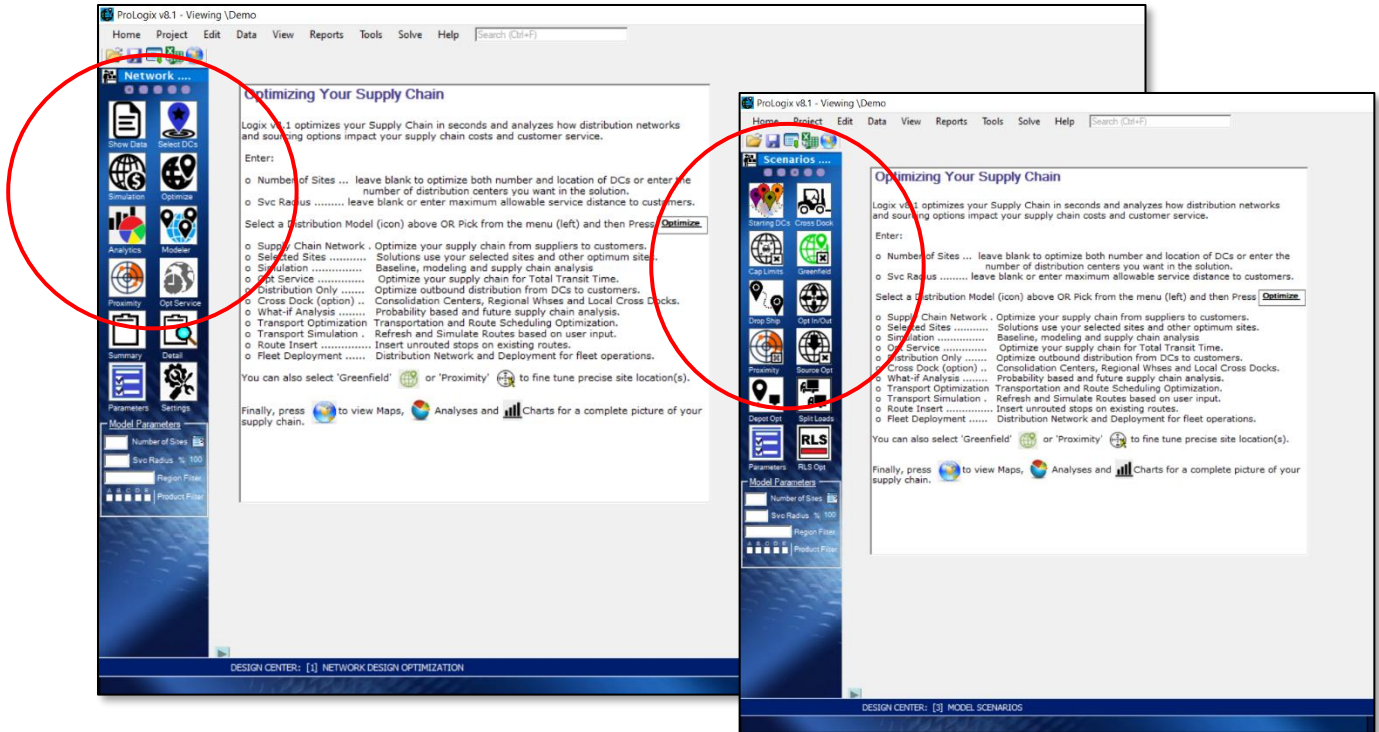 ProLogix v8.1 - Viewing \Demo
Home Project Edit Data View Reports Tools Solve Help Search (Ctrl+F)
Network ....
Show Data Select DCs
Simulation Optimize
Analytics Modeler
Proximity Opt Service
Summary Detail
Parameters Settings
Model Parameters
Number of Sites
Svc Radius % 100
Region Filter
A B C D E Product Filter
Optimizing Your Supply Chain
Logix v8.1 optimizes your Supply Chain in seconds and analyzes how distribution networks
and sourcing options impact your supply chain costs and customer service.
Enter:
o Number of Sites ... leave blank to optimize both number and location of DCs or enter the
number of distribution centers you want in the solution.
o Svc Radius ........ leave blank or enter maximum allowable service distance to customers.
Select a Distribution Model (icon) above OR Pick from the menu (left) and then Press Optimize
o Supply Chain Network . Optimize your supply chain from suppliers to customers.
o Selected Sites .......... Solutions use your selected sites and other optimum sites.
o Simulation .............. Baseline, modeling and supply chain analysis
o Opt Service .............. Optimize your supply chain for Total Transit Time.
o Distribution Only ....... Optimize outbound distribution from DCs to customers.
o Cross Dock (option) .. Consolidation Centers, Regional Whses and Local Cross Docks.
o What-if Analysis ........ Probability based and future supply chain analysis.
o Transport Optimization Transportation and Route Scheduling Optimization.
o Transport Simulation . Refresh and Simulate Routes based on user input.
o Route Insert .............. Insert unrouted stops on existing routes.
o Fleet Deployment ...... Distribution Network and Deployment for fleet operations.
You can also select 'Greenfield' or 'Proximity' to fine tune precise site location(s).
Finally, press to view Maps, Analyses and Charts for a complete picture of your
supply chain.
DESIGN CENTER: [1] NETWORK DESIGN OPTIMIZATION
ProLogix v8.1 - Viewing \Demo
Home Project Edit Data View Reports Tools Solve Help Search (Ctrl+F)
Scenarios ....
Starting DCs Cross Dock
Cap Limits Greenfield
Drop Ship Opt In/Out
Proximity Source Opt
Depot Opt Split Loads
RLS
Parameters RLS Opt
Model Parameters
Number of Sites
Svc Radius % 100
Region Filter
A B C D E Product Filter
Optimizing Your Supply Chain
Logix v8.1 optimizes your Supply Chain in seconds and analyzes how distribution networks
and sourcing options impact your supply chain costs and customer service.
Enter:
o Number of Sites ... leave blank to optimize both number and location of DCs or enter the
number of distribution centers you want in the solution.
o Svc Radius ......... leave blank or enter maximum allowable service distance to customers.
Select a Distribution Model (icon) above OR Pick from the menu (left) and then Press Optimize
o Supply Chain Network . Optimize your supply chain from suppliers to customers.
o Selected Sites .......... Solutions use your selected sites and other optimum sites.
o Simulation .............. Baseline, modeling and supply chain analysis
o Opt Service .............. Optimize your supply chain for Total Transit Time.
o Distribution Only ....... Optimize outbound distribution from DCs to customers.
o Cross Dock (option) .. Consolidation Centers, Regional Whses and Local Cross Docks.
o What-if Analysis ........ Probability based and future supply chain analysis.
o Transport Optimization Transportation and Route Scheduling Optimization.
o Transport Simulation . Refresh and Simulate Routes based on user input.
o Route Insert .............. Insert unrouted stops on existing routes.
o Fleet Deployment ...... Distribution Network and Deployment for fleet operations.
You can also select 'Greenfield' or 'Proximity' to fine tune precise site location(s).
Finally, press to view Maps, Analyses and Charts for a complete picture of your
supply chain.
DESIGN CENTER: [3] MODEL SCENARIOS